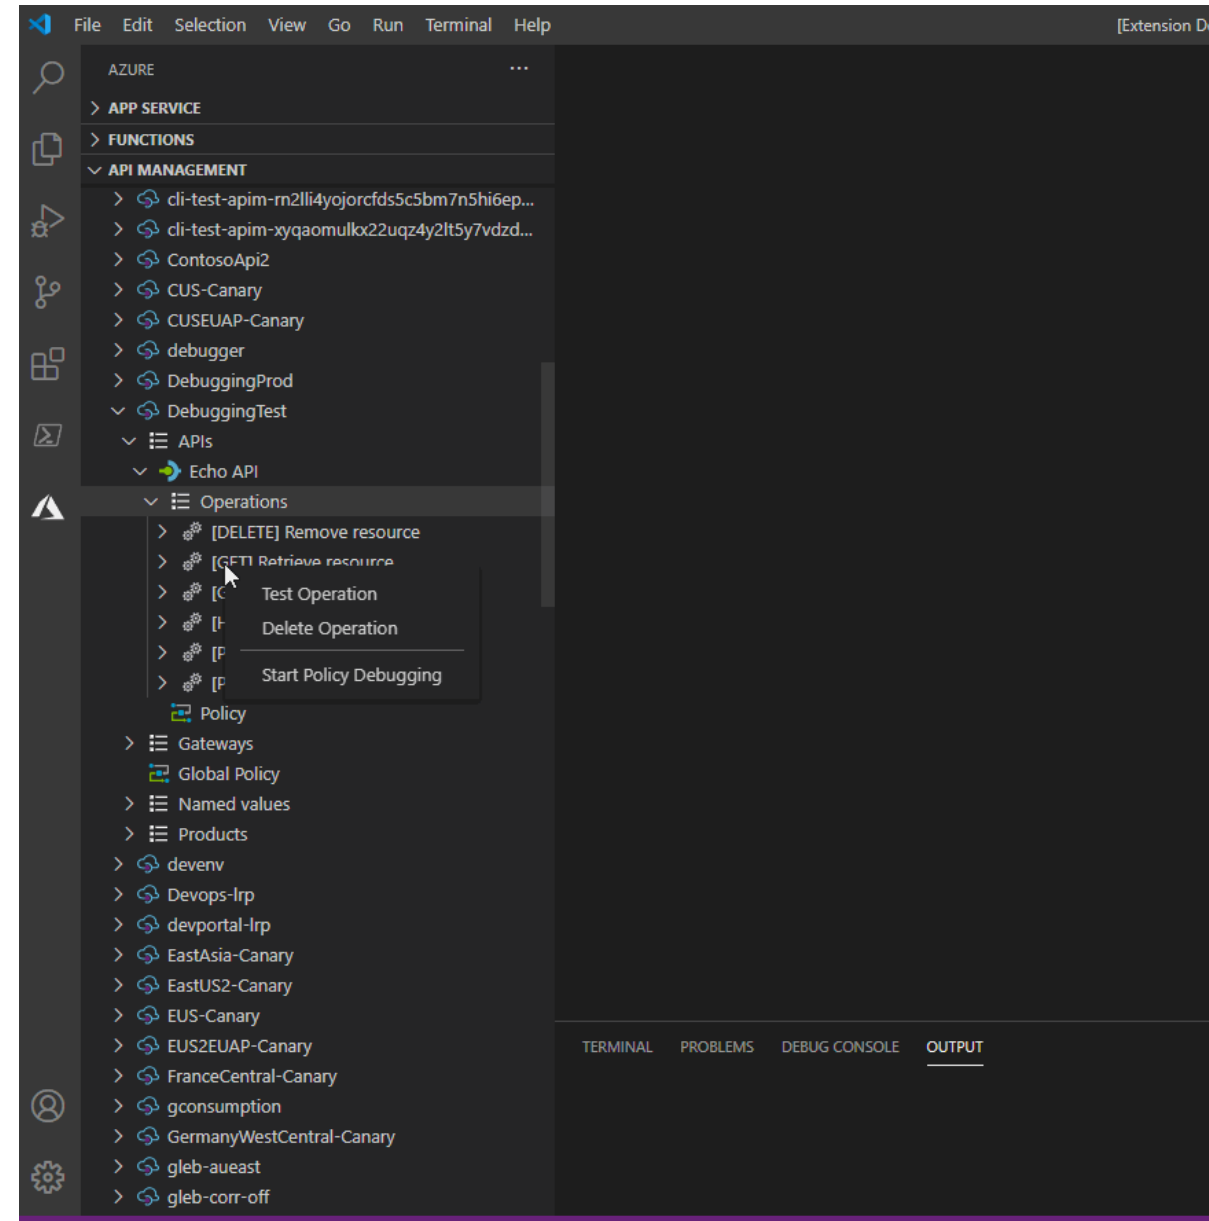 File Edit Selection View Go Run Terminal Help
[Extension D
AZURE
APP SERVICE
FUNCTIONS
API MANAGEMENT
cli-test-apim-rn2lli4yojorcfds5c5bm7n5hi6ep...
cli-test-apim-xyqaomulkx22uqz4y2lt5y7vdzd...
ContosoApi2
CUS-Canary
CUSEUAP-Canary
debugger
DebuggingProd
DebuggingTest
APIs
Echo API
Operations
[DELETE] Remove resource
[GET] Retrieve resource
[G
[H
[P
[P
Test Operation
Delete Operation
Start Policy Debugging
Policy
Gateways
Global Policy
Named values
Products
devenv
Devops-lrp
devportal-lrp
EastAsia-Canary
EastUS2-Canary
EUS-Canary
EUS2EUAP-Canary
FranceCentral-Canary
gconsumption
GermanyWestCentral-Canary
gleb-aueast
gleb-corr-off
TERMINAL PROBLEMS DEBUG CONSOLE OUTPUT